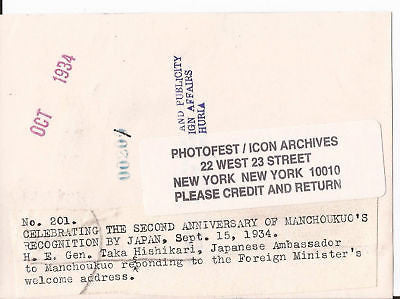 OCT 1934
00201
AND PUBLICITY
IGN AFFAIRS
HURIA
PHOTOFEST / ICON ARCHIVES
22 WEST 23 STREET
NEW YORK NEW YORK 10010
PLEASE CREDIT AND RETURN
No. 201.
CELEBRATING THE SECOND ANNIVERSARY OF MANCHOUKUO'S
RECOGNITION BY JAPAN, Sept. 15, 1934.
H. E. Gen. Taka Hishikari, Japanese Ambassador
to Manchoukuo reponding to the Foreign Minister's
welcome address.